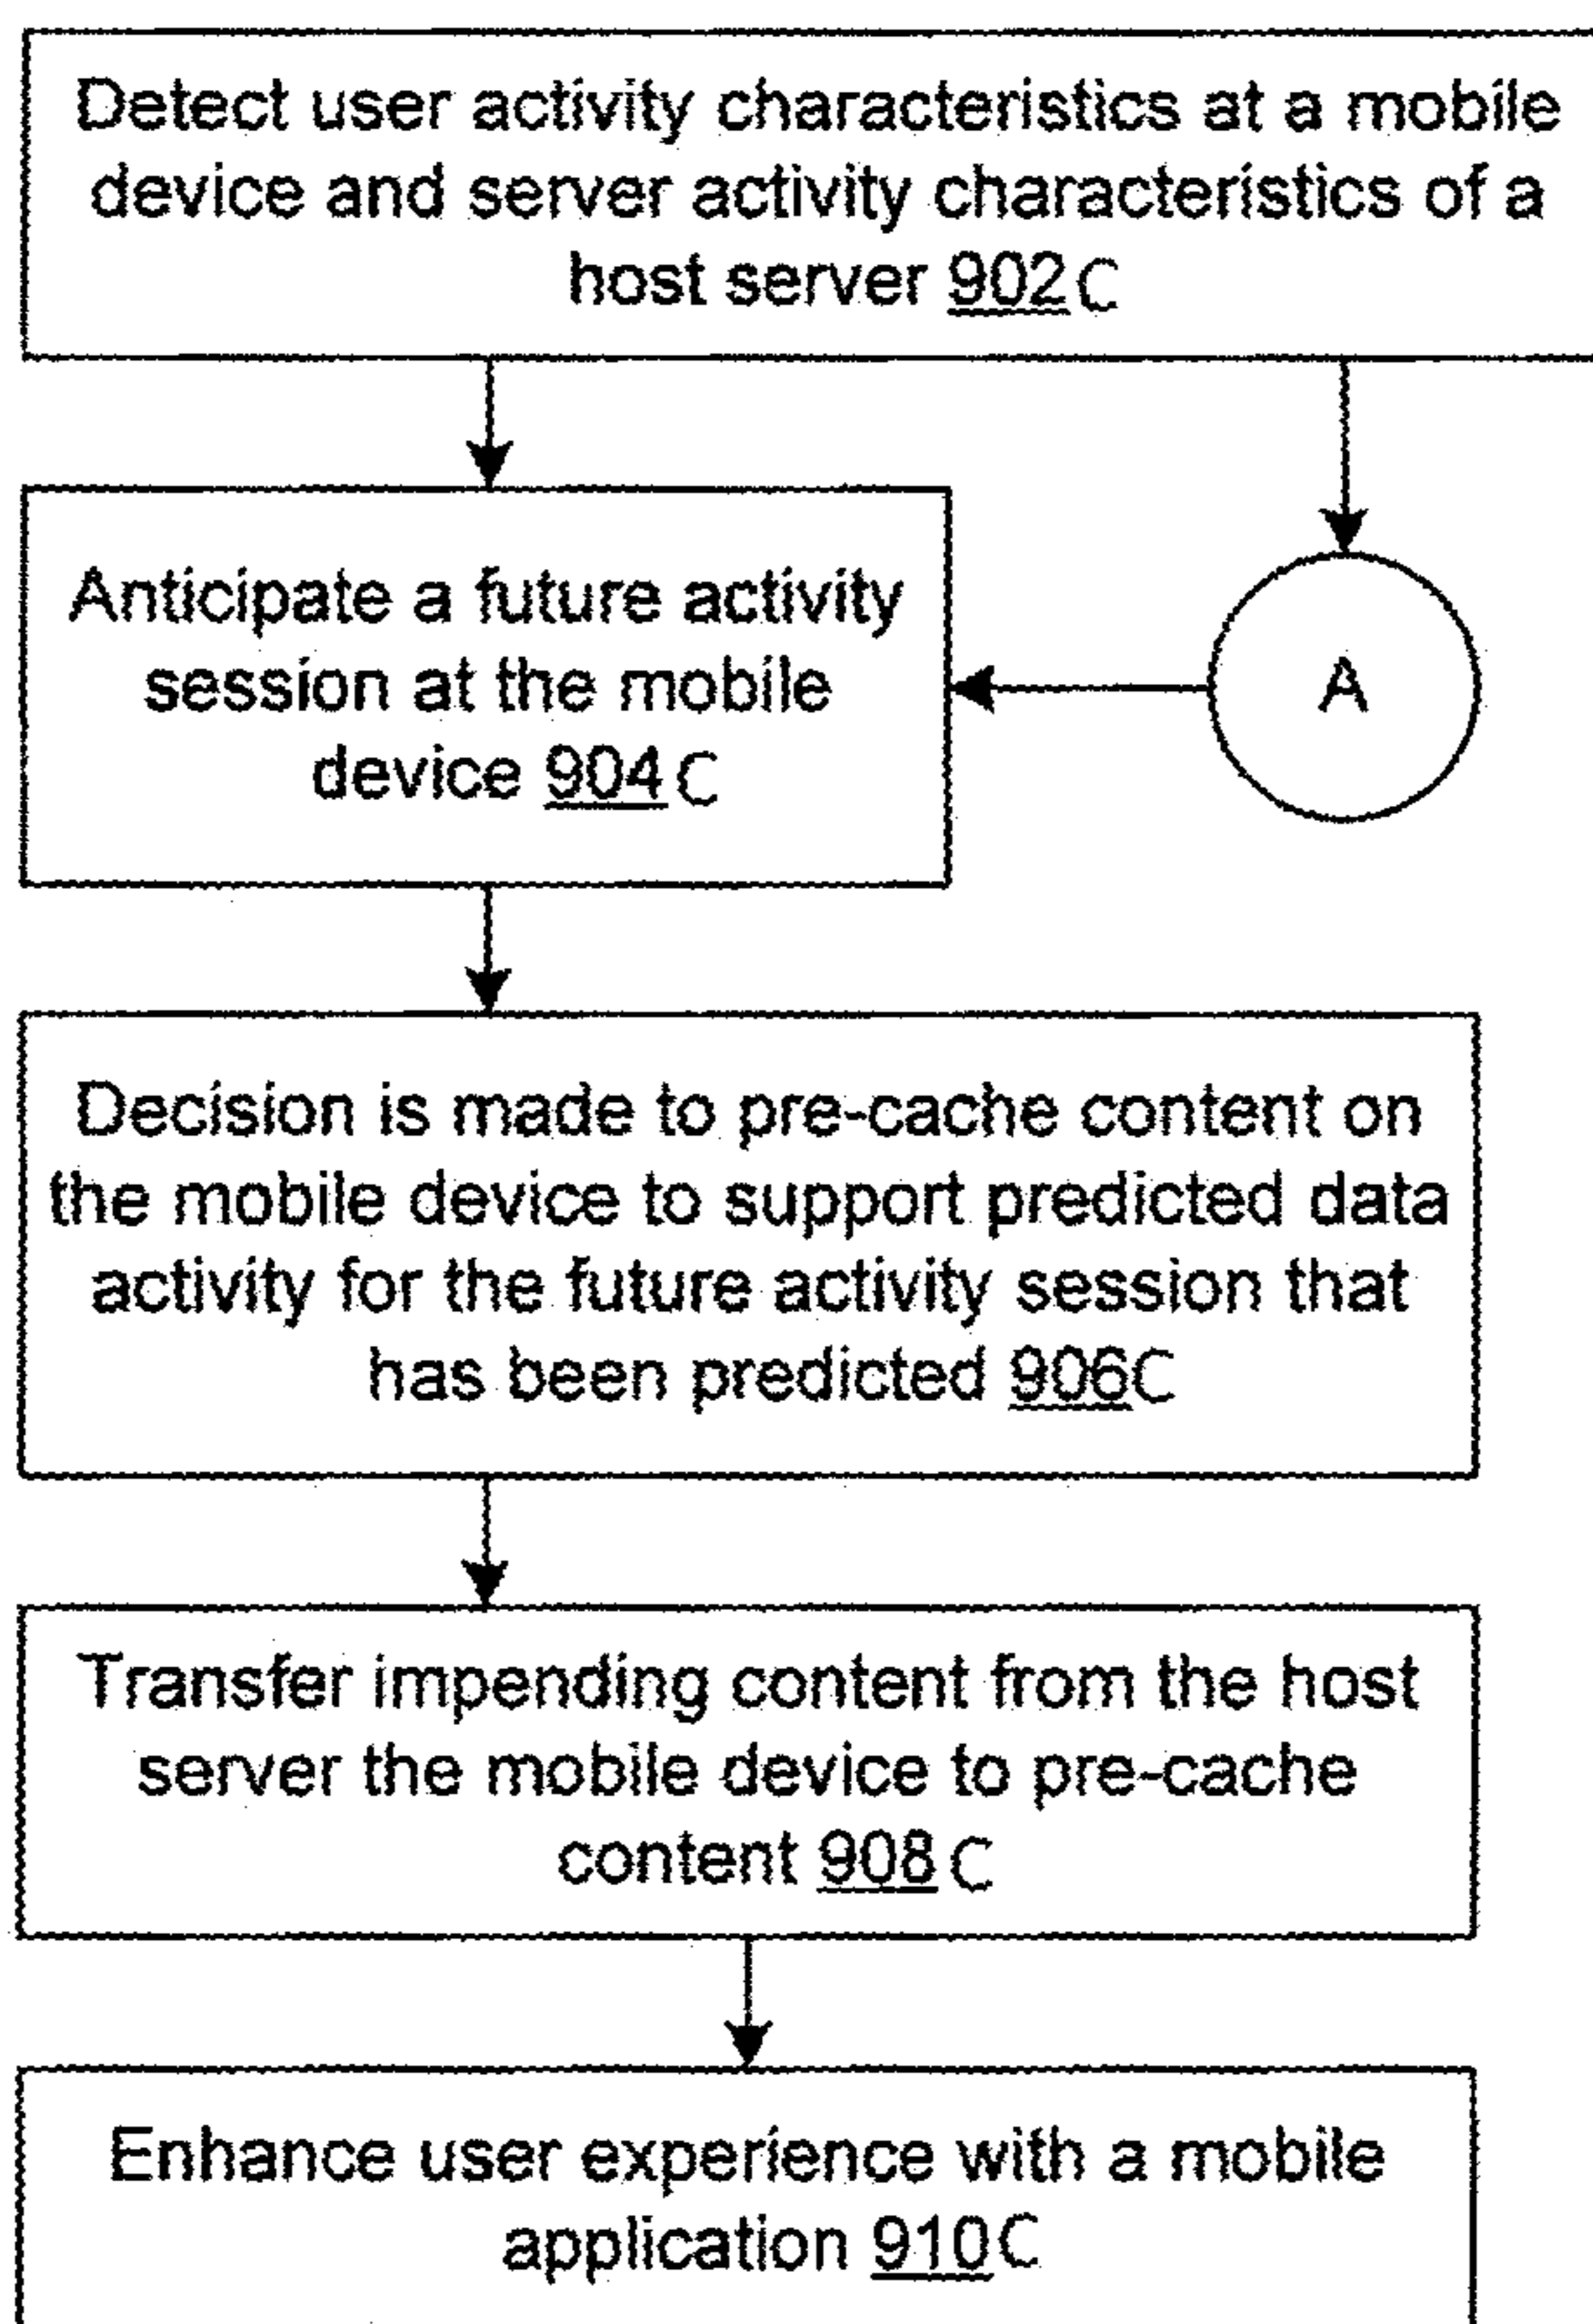 Detect user activity characteristics at a mobile
device and server activity characteristics of a
host server 902C
Anticipate a future activity
session at the mobile
device 904C
A
Decision is made to pre-cache content on
the mobile device to support predicted data
activity for the future activity session that
has been predicted 906C
Transfer impending content from the host
server the mobile device to pre-cache
content 908C
Enhance user experience with a mobile
application 910C